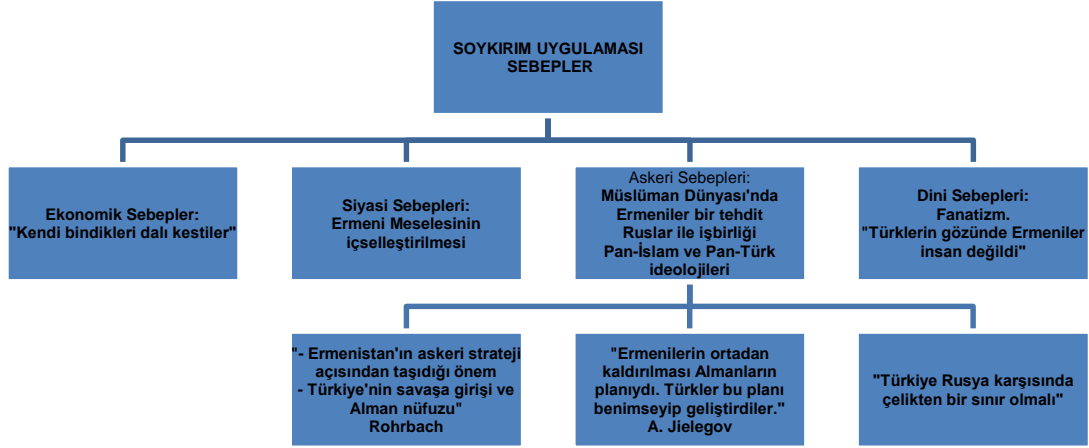 SOYKIRIM UYGULAMASI
SEBEPLER
Ekonomik Sebepler:
"Kendi bindikleri dalı kestiler"
Siyasi Sebepleri:
Ermeni Meselesinin
içselleştirilmesi
Askeri Sebepleri:
Müslüman Dünyası'nda
Ermeniler bir tehdit
Ruslar ile işbirliği
Pan-İslam ve Pan-Türk
ideolojileri
Dini Sebepleri:
Fanatizm.
"Türklerin gözünde Ermeniler
insan değildi"
"- Ermenistan'ın askeri strateji
açısından taşıdığı önem
- Türkiye'nin savaşa girişi ve
Alman nüfuzu"
Rohrbach
"Ermenilerin ortadan
kaldırılması Almanların
planıydı. Türkler bu planı
benimseyip geliştirdiler."
A. Jielegov
"Türkiye Rusya karşısında
çelikten bir sınır olmalı"